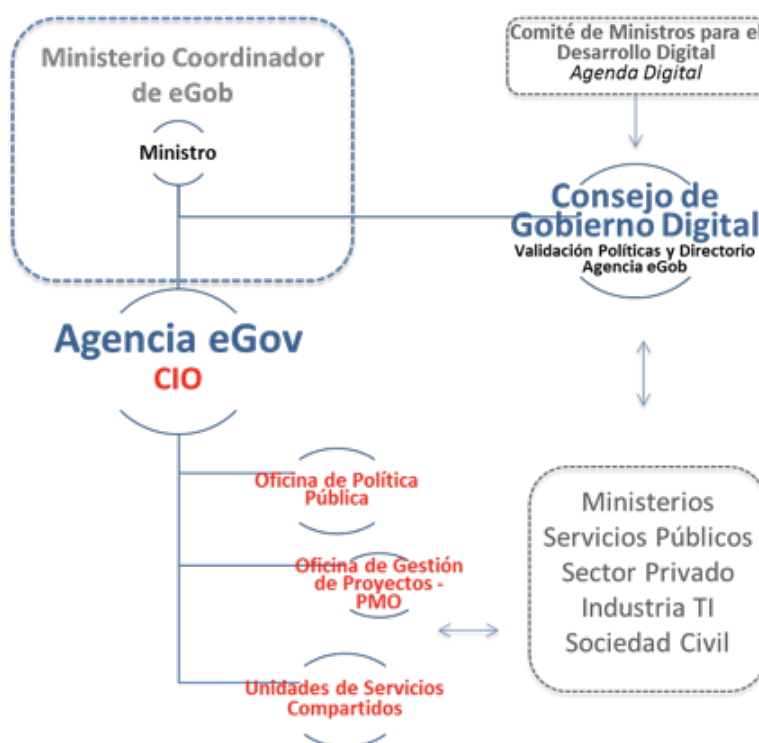 Ministerio Coordinador
de eGob
Ministro
Comité de Ministros para el
Desarrollo Digital
Agenda Digital
Consejo de
Gobierno Digital
Validación Políticas y Directorio
Agencia eGob
Agencia eGov
CIO
Oficina de Política
Pública
Oficina de Gestión
de Proyectos -
PMO
Unidades de Servicios
Compartidos
Ministerios
Servicios Públicos
Sector Privado
Industria TI
Sociedad Civil